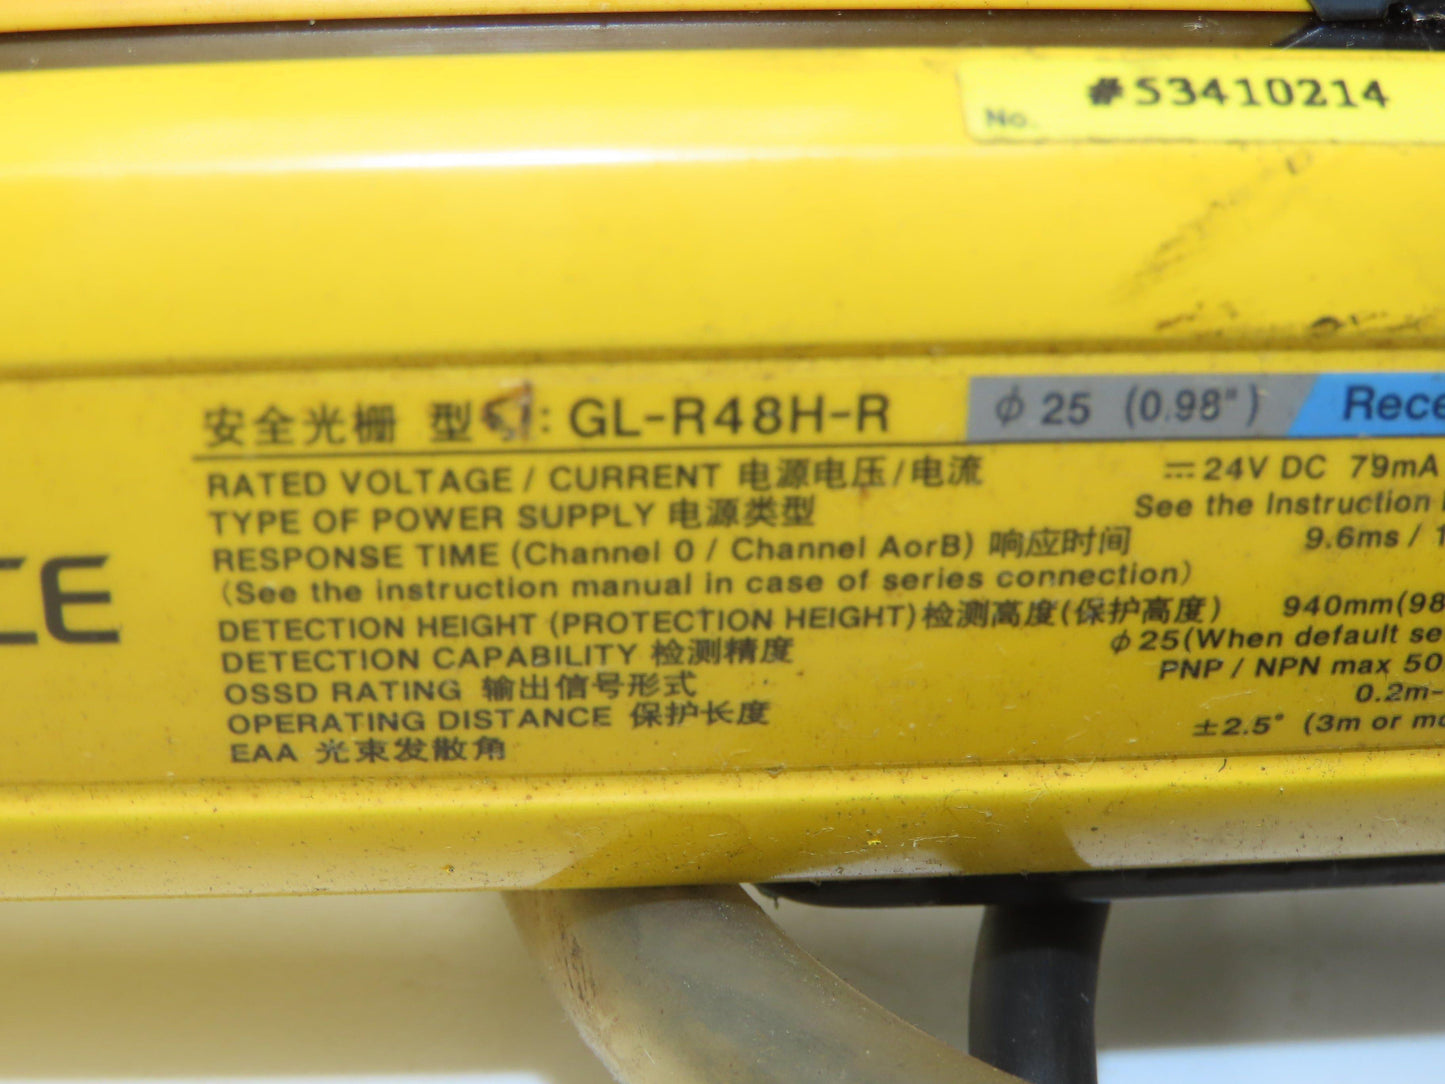 No. #53410214
安全光栅 型号: GL-R48H-R φ 25 (0.98") Rece
RATED VOLTAGE / CURRENT 电源电压/电流 ⎓ 24V DC 79mA
TYPE OF POWER SUPPLY 电源类型 See the Instruction
RESPONSE TIME (Channel 0 / Channel AorB) 响应时间 9.6ms / 1
(See the instruction manual in case of series connection)
CE
DETECTION HEIGHT (PROTECTION HEIGHT)检测高度(保护高度) 940mm(98
DETECTION CAPABILITY 检测精度 φ25(When default se
OSSD RATING 输出信号形式 PNP / NPN max 50
OPERATING DISTANCE 保护长度 0.2m-
EAA 光束发散角 ±2.5° (3m or mo